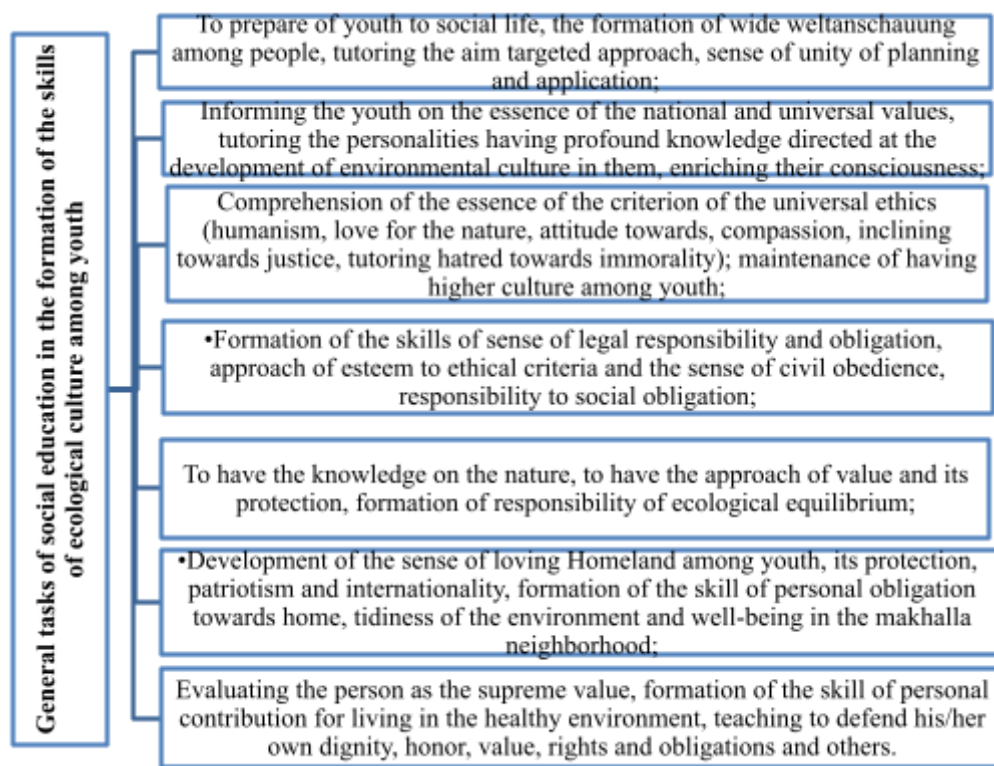 General tasks of social education in the formation of the skills
of ecological culture among youth
To prepare of youth to social life, the formation of wide weltanschauung
among people, tutoring the aim targeted approach, sense of unity of planning
and application;
Informing the youth on the essence of the national and universal values,
tutoring the personalities having profound knowledge directed at the
development of environmental culture in them, enriching their consciousness;
Comprehension of the essence of the criterion of the universal ethics
(humanism, love for the nature, attitude towards, compassion, inclining
towards justice, tutoring hatred towards immorality); maintenance of having
higher culture among youth;
•Formation of the skills of sense of legal responsibility and obligation,
approach of esteem to ethical criteria and the sense of civil obedience,
responsibility to social obligation;
To have the knowledge on the nature, to have the approach of value and its
protection, formation of responsibility of ecological equilibrium;
•Development of the sense of loving Homeland among youth, its protection,
patriotism and internationality, formation of the skill of personal obligation
towards home, tidiness of the environment and well-being in the makhalla
neighborhood;
Evaluating the person as the supreme value, formation of the skill of personal
contribution for living in the healthy environment, teaching to defend his/her
own dignity, honor, value, rights and obligations and others.